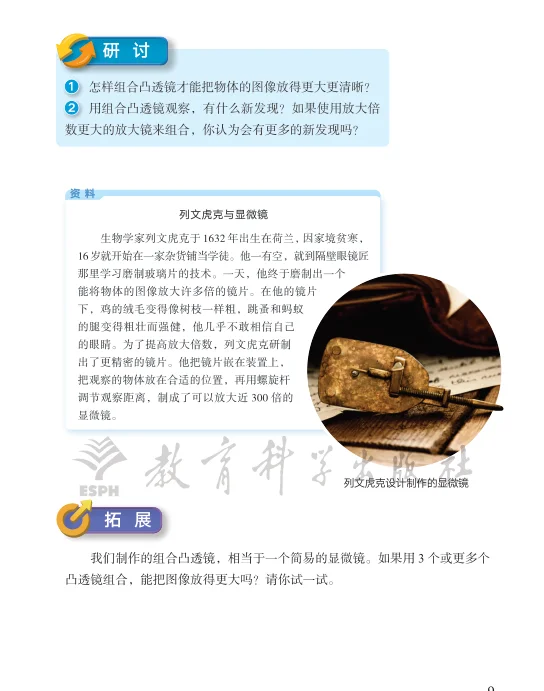 研 讨
1 怎样组合凸透镜才能把物体的图像放得更大更清晰？
2 用组合凸透镜观察，有什么新发现？如果使用放大倍
数更大的放大镜来组合，你认为会有更多的新发现吗？
资 料
列文虎克与显微镜
生物学家列文虎克于 1632 年出生在荷兰，因家境贫寒，
16 岁就开始在一家杂货铺当学徒。他一有空，就到隔壁眼镜匠
那里学习磨制玻璃片的技术。一天，他终于磨制出一个
能将物体的图像放大许多倍的镜片。在他的镜片
下，鸡的绒毛变得像树枝一样粗，跳蚤和蚂蚁
的腿变得粗壮而强健，他几乎不敢相信自己
的眼睛。为了提高放大倍数，列文虎克研制
出了更精密的镜片。他把镜片嵌在装置上，
把观察的物体放在合适的位置，再用螺旋杆
调节观察距离，制成了可以放大近 300 倍的
显微镜。
ESPH 教育科学出版社
列文虎克设计制作的显微镜
拓 展
我们制作的组合凸透镜，相当于一个简易的显微镜。如果用 3 个或更多个
凸透镜组合，能把图像放得更大吗？请你试一试。